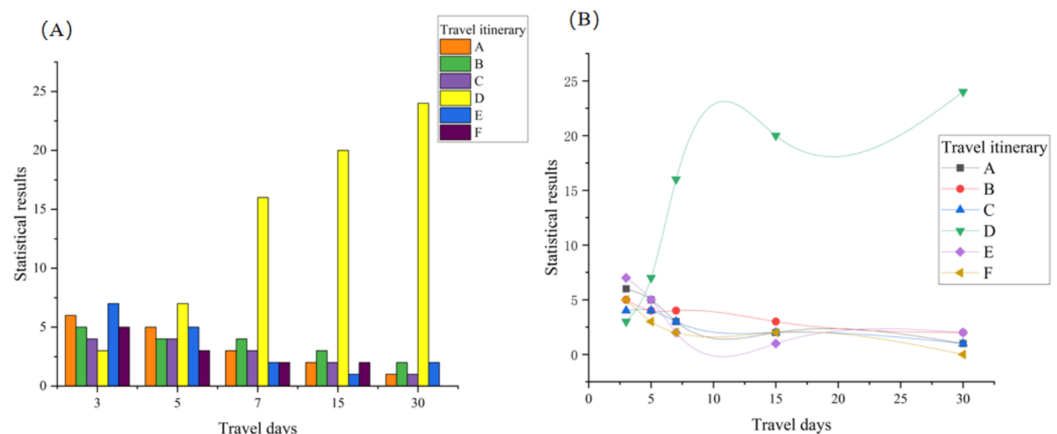 (A)
Travel itinerary
A
B
C
D
E
F
25
20
15
10
5
0
Statistical results
3 5 7 15 30
Travel days
(B)
25
20
15
10
5
0
Statistical results
Travel itinerary
A
B
C
D
E
F
0 5 10 15 20 25 30
Travel days